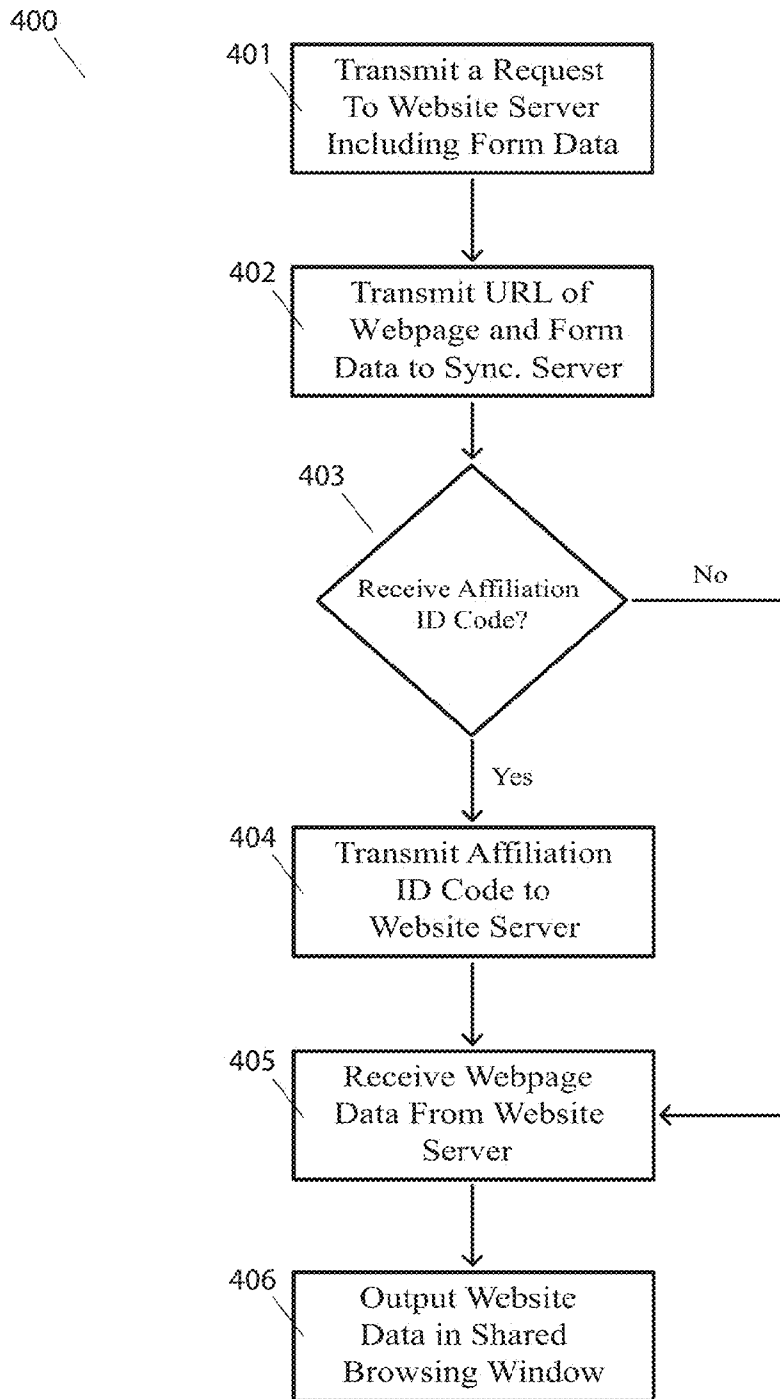 400
401
Transmit a Request
To Website Server
Including Form Data
402
Transmit URL of
Webpage and Form
Data to Sync. Server
403
Receive Affiliation
ID Code?
No
Yes
404
Transmit Affiliation
ID Code to
Website Server
405
Receive Webpage
Data From Website
Server
406
Output Website
Data in Shared
Browsing Window